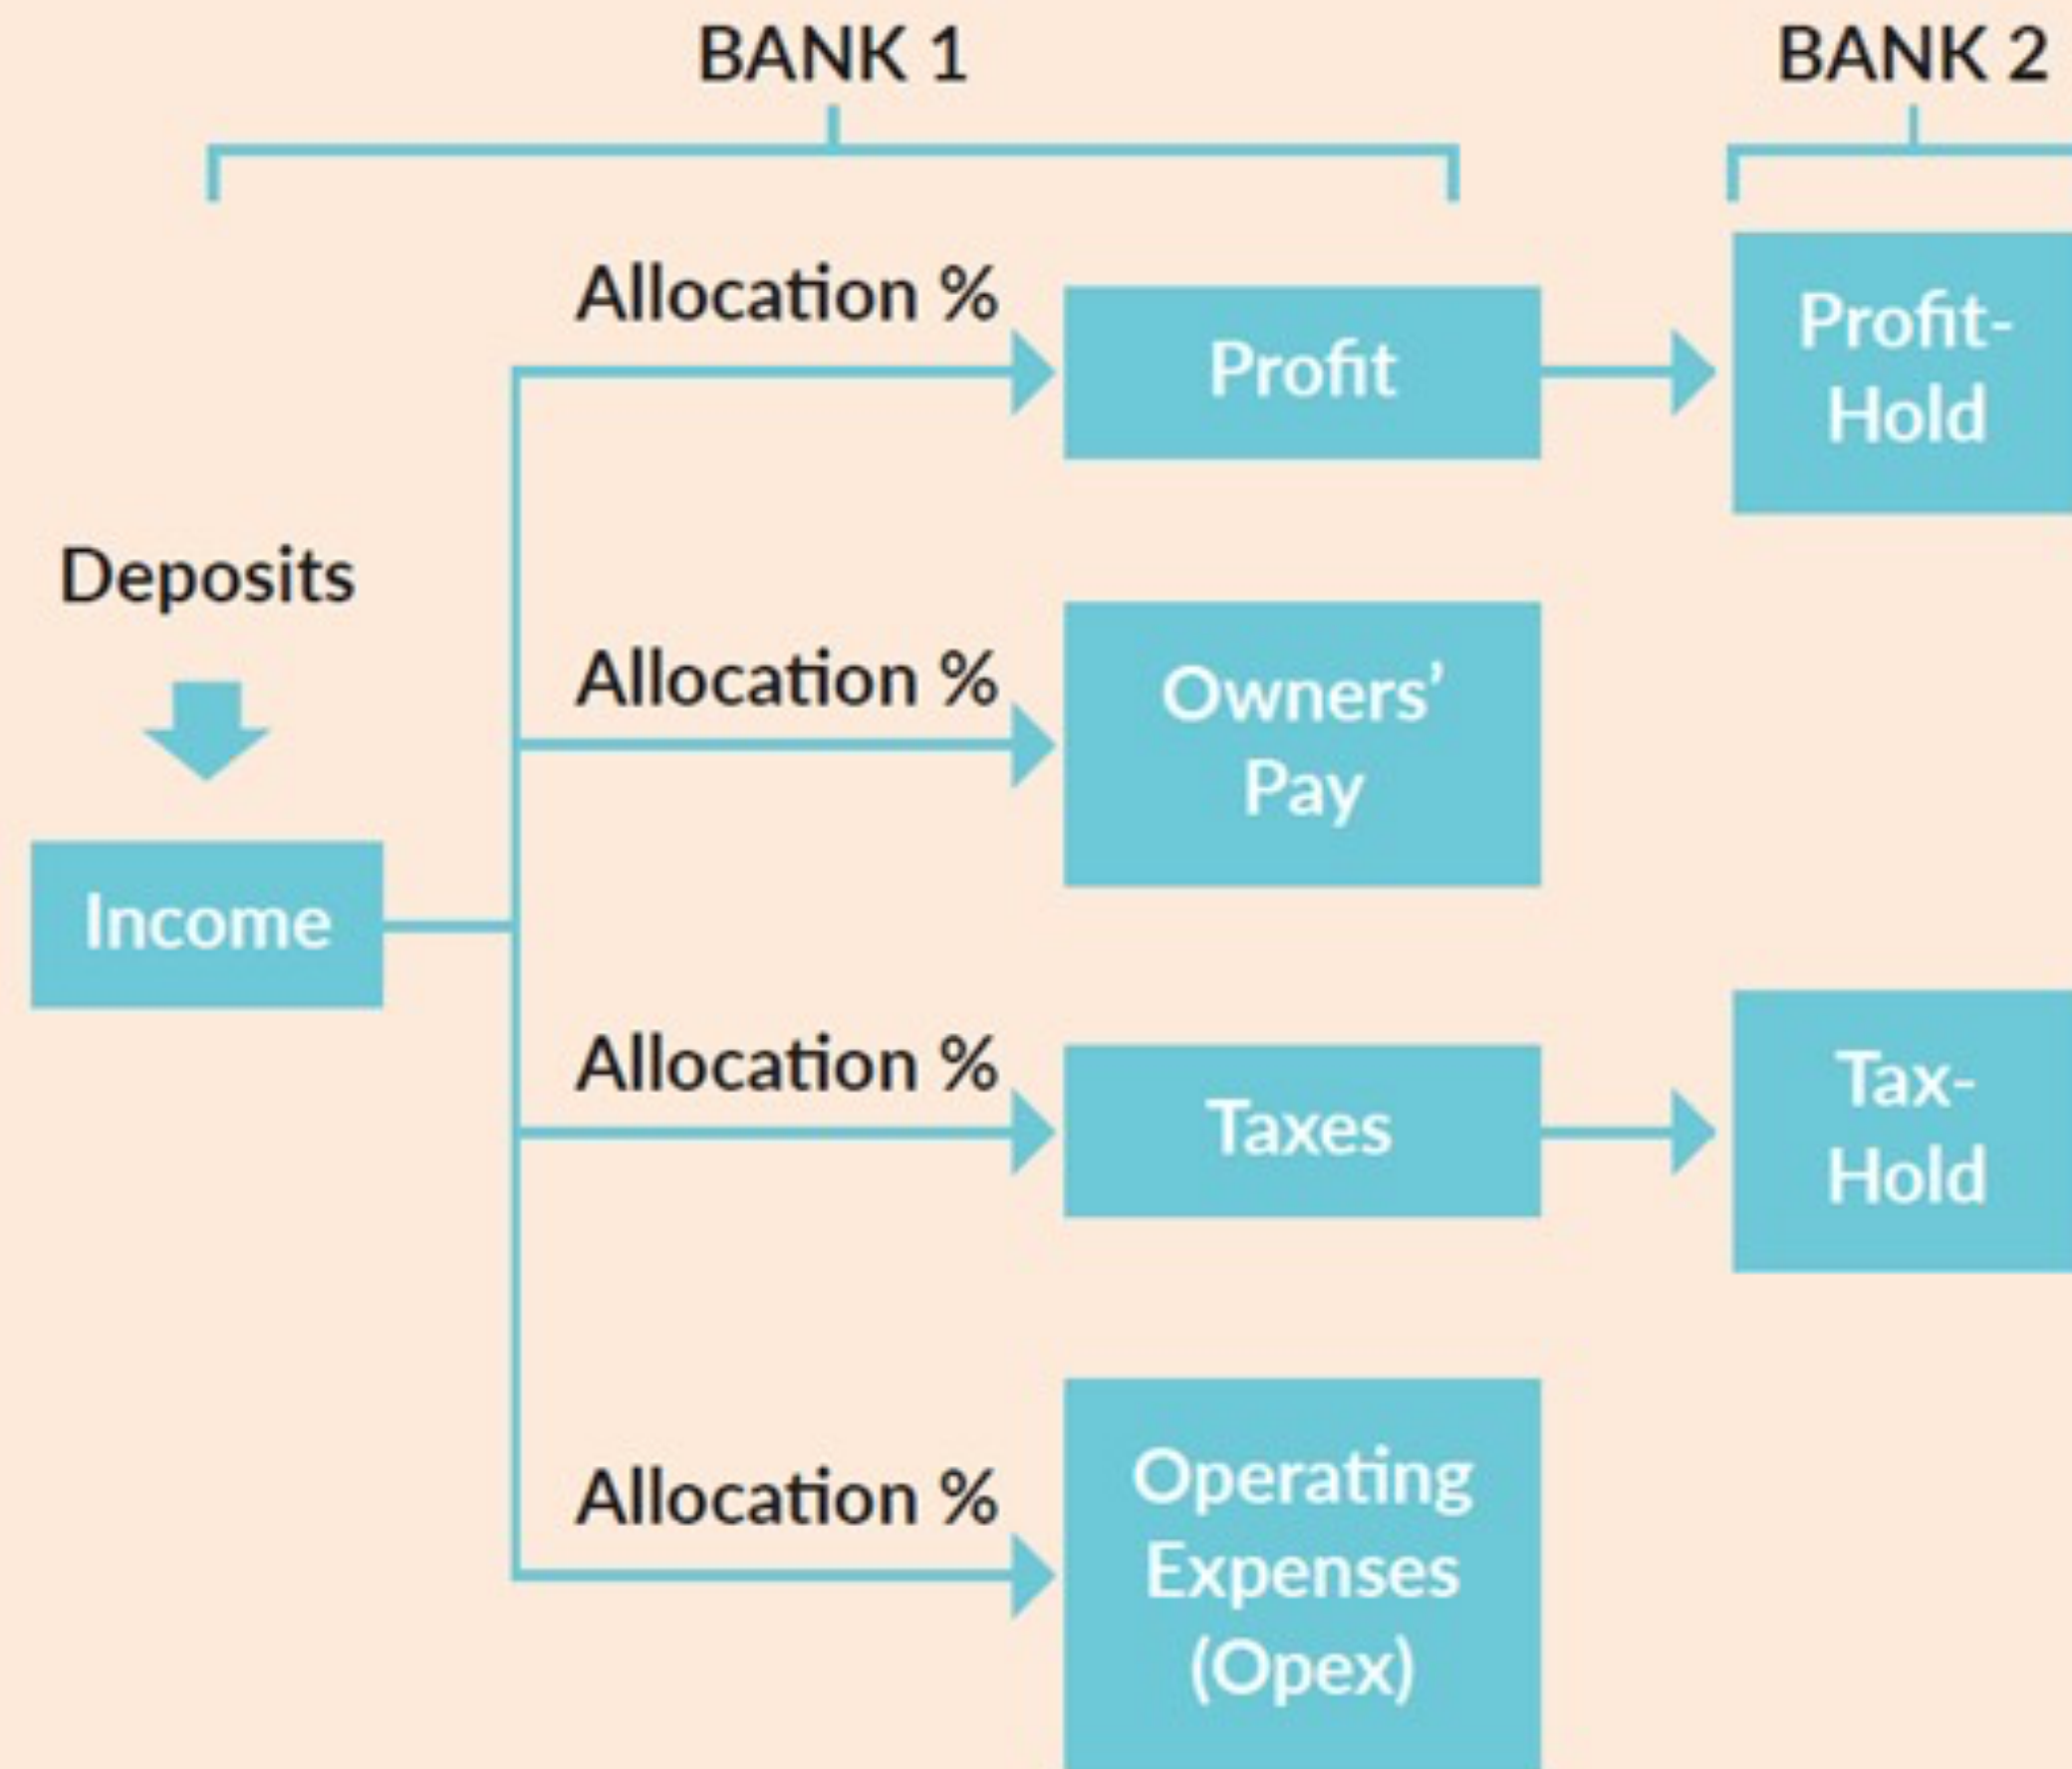 BANK 1
BANK 2
Allocation %
Profit
Profit-
Hold
Deposits
Allocation %
Owners’
Pay
Income
Allocation %
Taxes
Tax-
Hold
Allocation %
Operating
Expenses
(Opex)